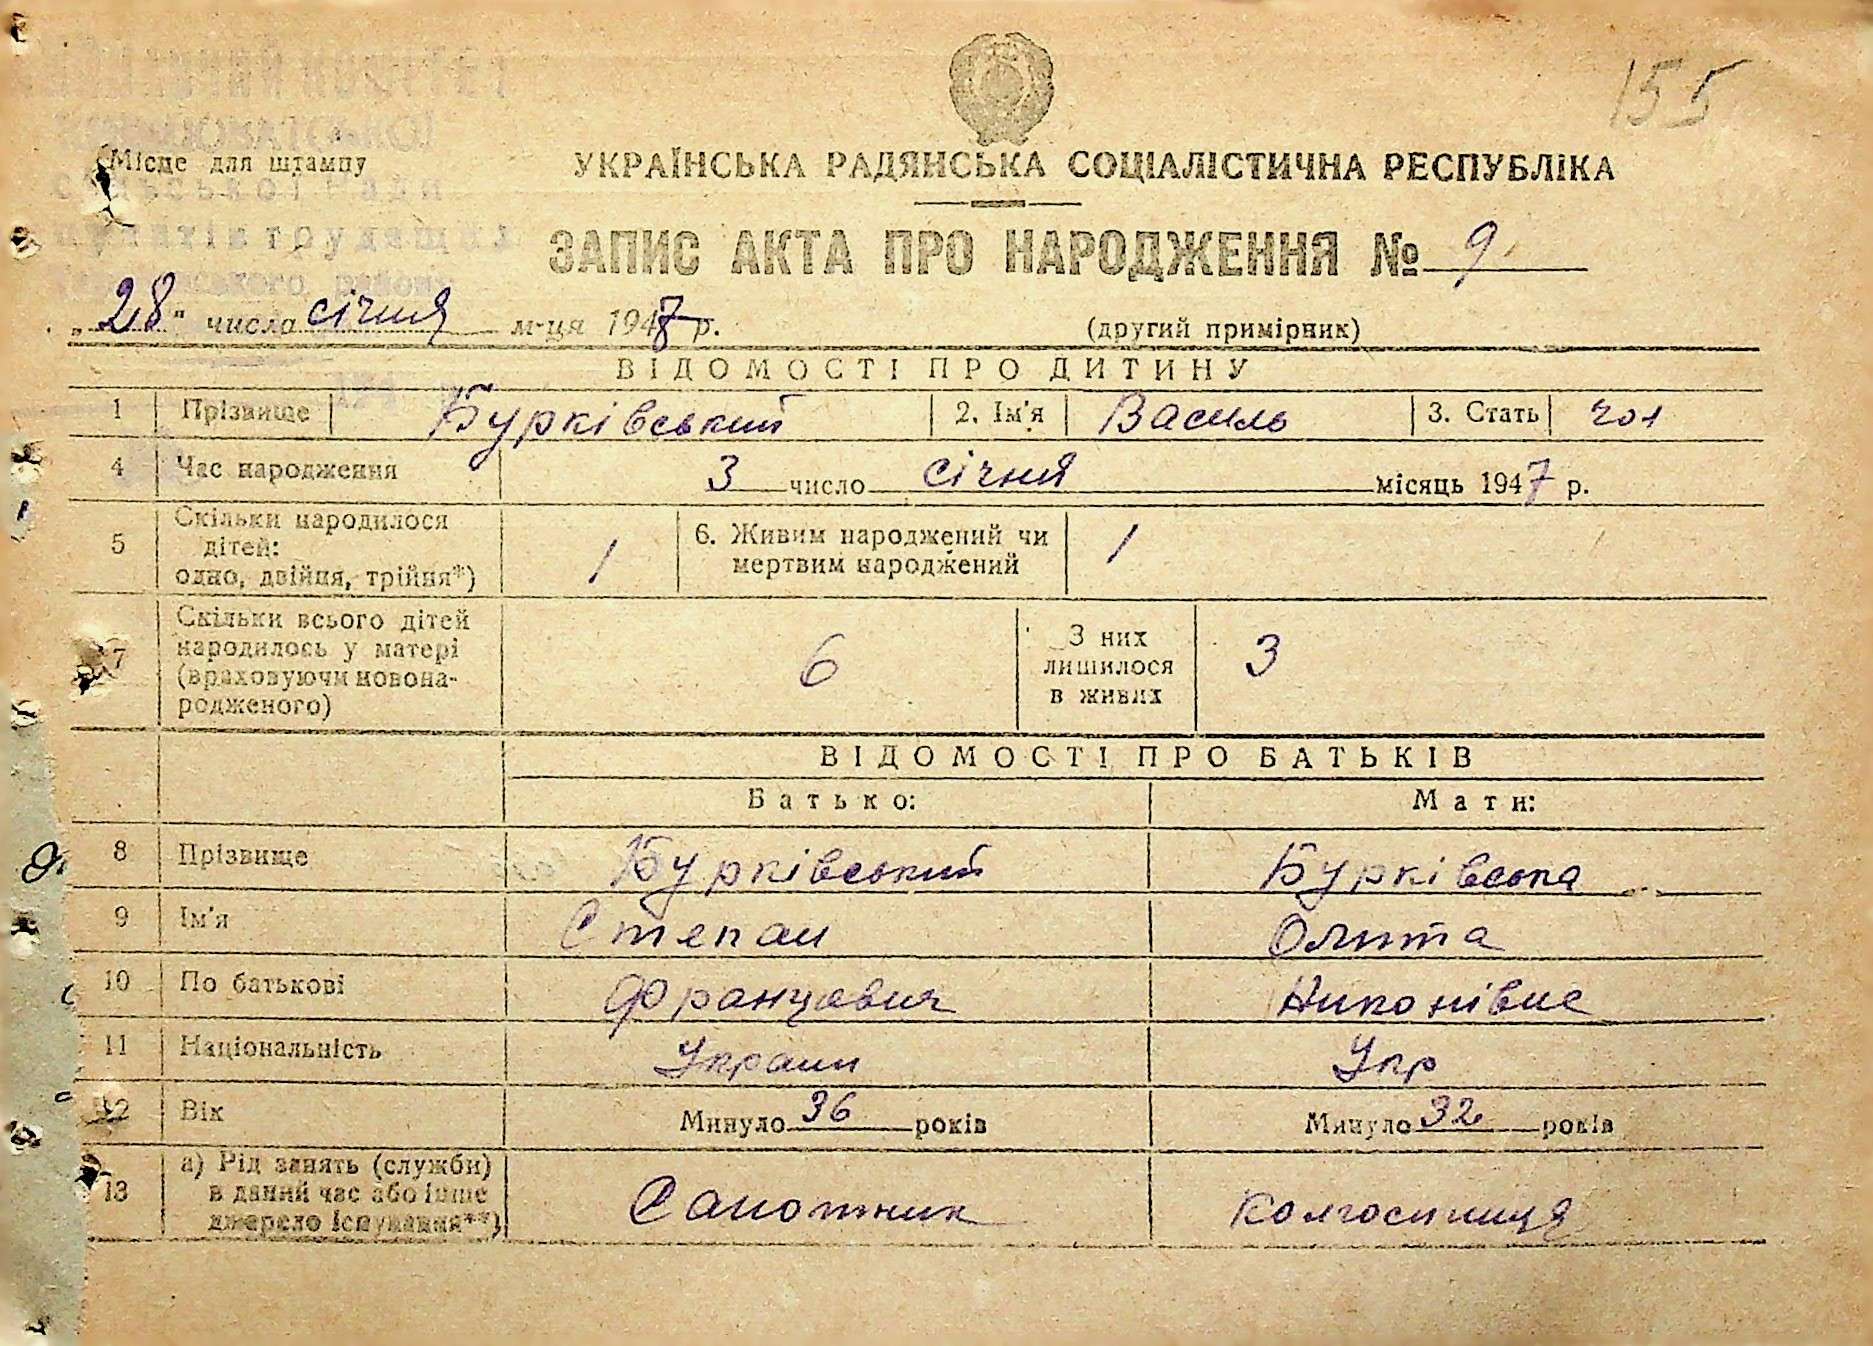 155
Місце для штампу
УКРАЇНСЬКА РАДЯНСЬКА СОЦІАЛІСТИЧНА РЕСПУБЛІКА
ЗАПИС АКТА ПРО НАРОДЖЕННЯ № 9
„28" числа січня м-ця 1947 р. (другий примірник)
ВІДОМОСТІ ПРО ДИТИНУ
1 Прізвище Бурківський 2. Ім'я Василь 3. Стать чол
4 Час народження 3 число січня місяць 1947 р.
5 Скільки народилося
дітей:
одно, двійня, трійня*) 1 6. Живим народжений чи
мертвим народжений 1
7 Скільки всього дітей
народилось у матері
(враховуючи новона-
родженого) 6 З них
лишилося
в живих 3
ВІДОМОСТІ ПРО БАТЬКІВ
Батько: Мати:
8 Прізвище Бурківський Бурківська
9 Ім'я Степан
10 По батькові Францович Никонівна
11 Національність Украин Укр
12 Вік Минуло 36 років Минуло 32 років
13 а) Рід занять (служби)
в даний час або інше
джерело існування**) Сапожник Колгоспниця